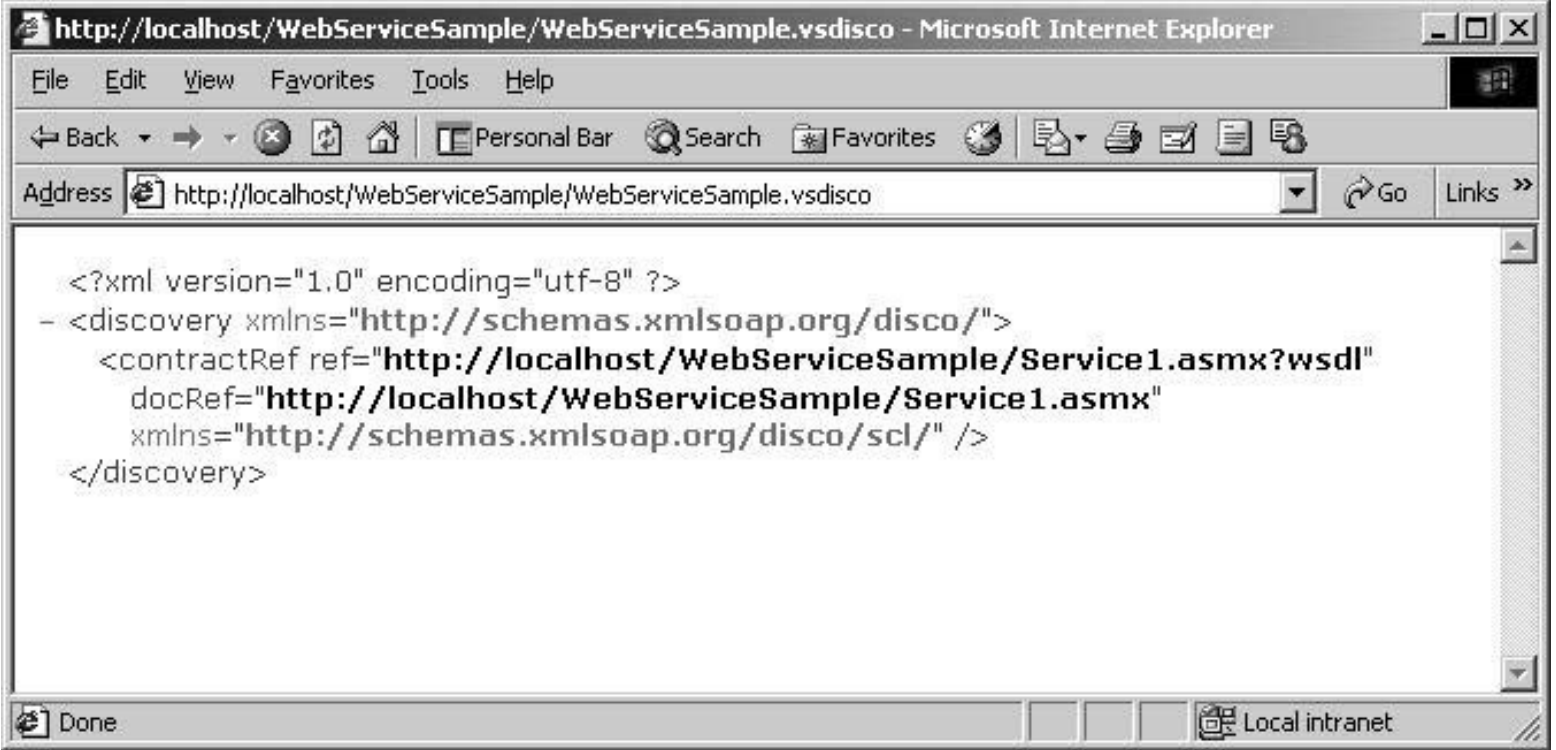 http://localhost/WebServiceSample/WebServiceSample.vsdisco - Microsoft Internet Explorer
File Edit View Favorites Tools Help
Back Personal Bar Search Favorites
Address http://localhost/WebServiceSample/WebServiceSample.vsdisco Go Links »
<?xml version="1.0" encoding="utf-8" ?>
- <discovery xmlns="http://schemas.xmlsoap.org/disco/">
<contractRef ref="http://localhost/WebServiceSample/Service1.asmx?wsdl"
docRef="http://localhost/WebServiceSample/Service1.asmx"
xmlns="http://schemas.xmlsoap.org/disco/scl/" />
</discovery>
Done Local intranet